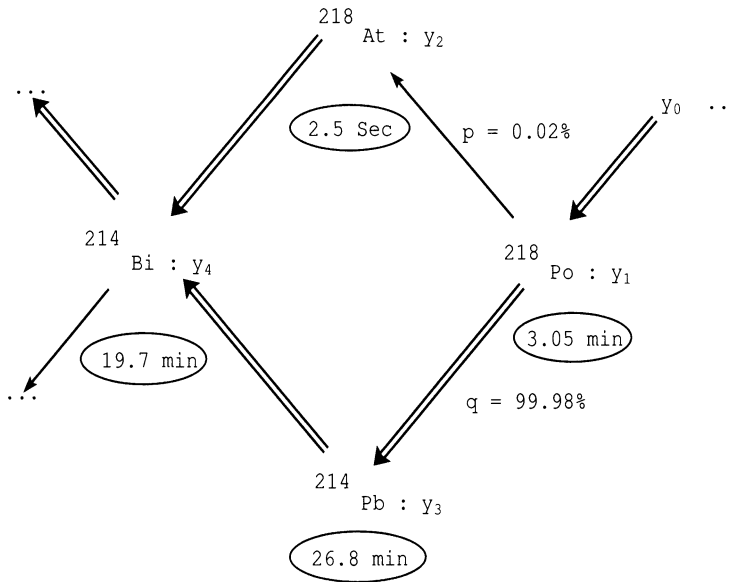 218
At : y₂
...
y₀ ..
2.5 Sec
p = 0.02%
214
Bi : y₄
218
Po : y₁
3.05 min
19.7 min
...
q = 99.98%
214
Pb : y₃
26.8 min